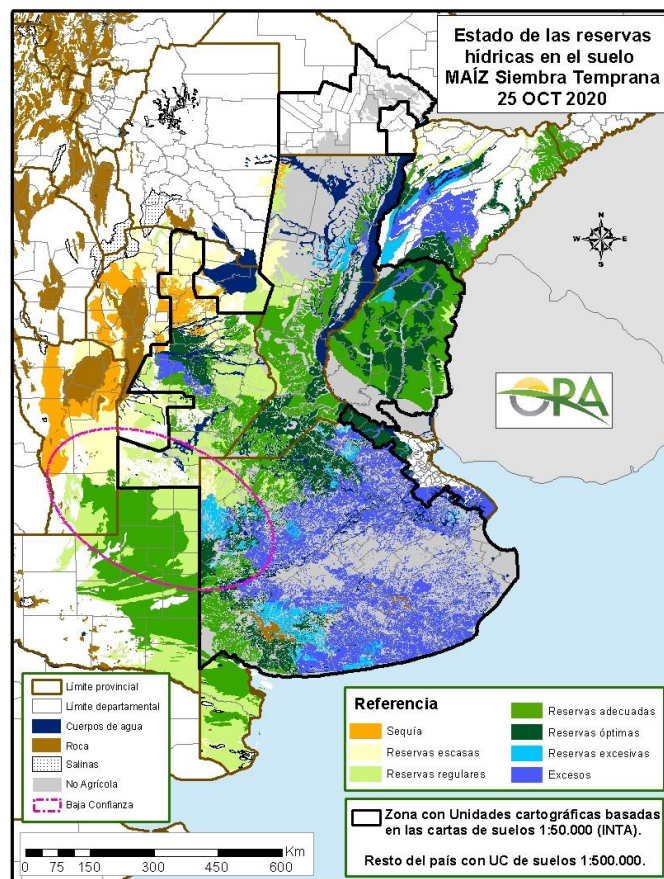 Estado de las reservas
hídricas en el suelo
MAÍZ Siembra Temprana
25 OCT 2020
N
W E
S
ORA
Límite provincial
Límite departamental
Cuerpos de agua
Roca
Salinas
No Agrícola
Baja Confianza
Referencia
Sequía
Reservas escasas
Reservas regulares
Reservas adecuadas
Reservas óptimas
Reservas excesivas
Excesos
Zona con Unidades cartográficas basadas
en las cartas de suelos 1:50.000 (INTA).
Resto del país con UC de suelos 1:500.000.
Km
0 75 150 300 450 600